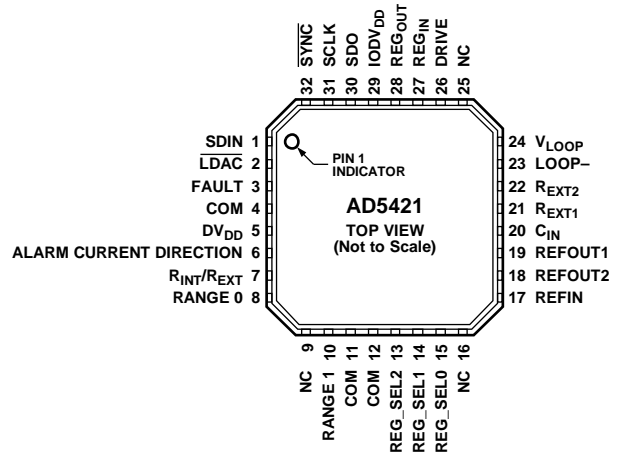 32 SYNC
31 SCLK
30 SDO
29 IODVDD
28 REGOUT
27 REGIN
26 DRIVE
25 NC
SDIN 1
LDAC 2
FAULT 3
COM 4
DVDD 5
ALARM CURRENT DIRECTION 6
RINT/REXT 7
RANGE 0 8
PIN 1
INDICATOR
AD5421
TOP VIEW
(Not to Scale)
24 VLOOP
23 LOOP–
22 REXT2
21 REXT1
20 CIN
19 REFOUT1
18 REFOUT2
17 REFIN
NC 9
RANGE 1 10
COM 11
COM 12
REG_SEL2 13
REG_SEL1 14
REG_SEL0 15
NC 16